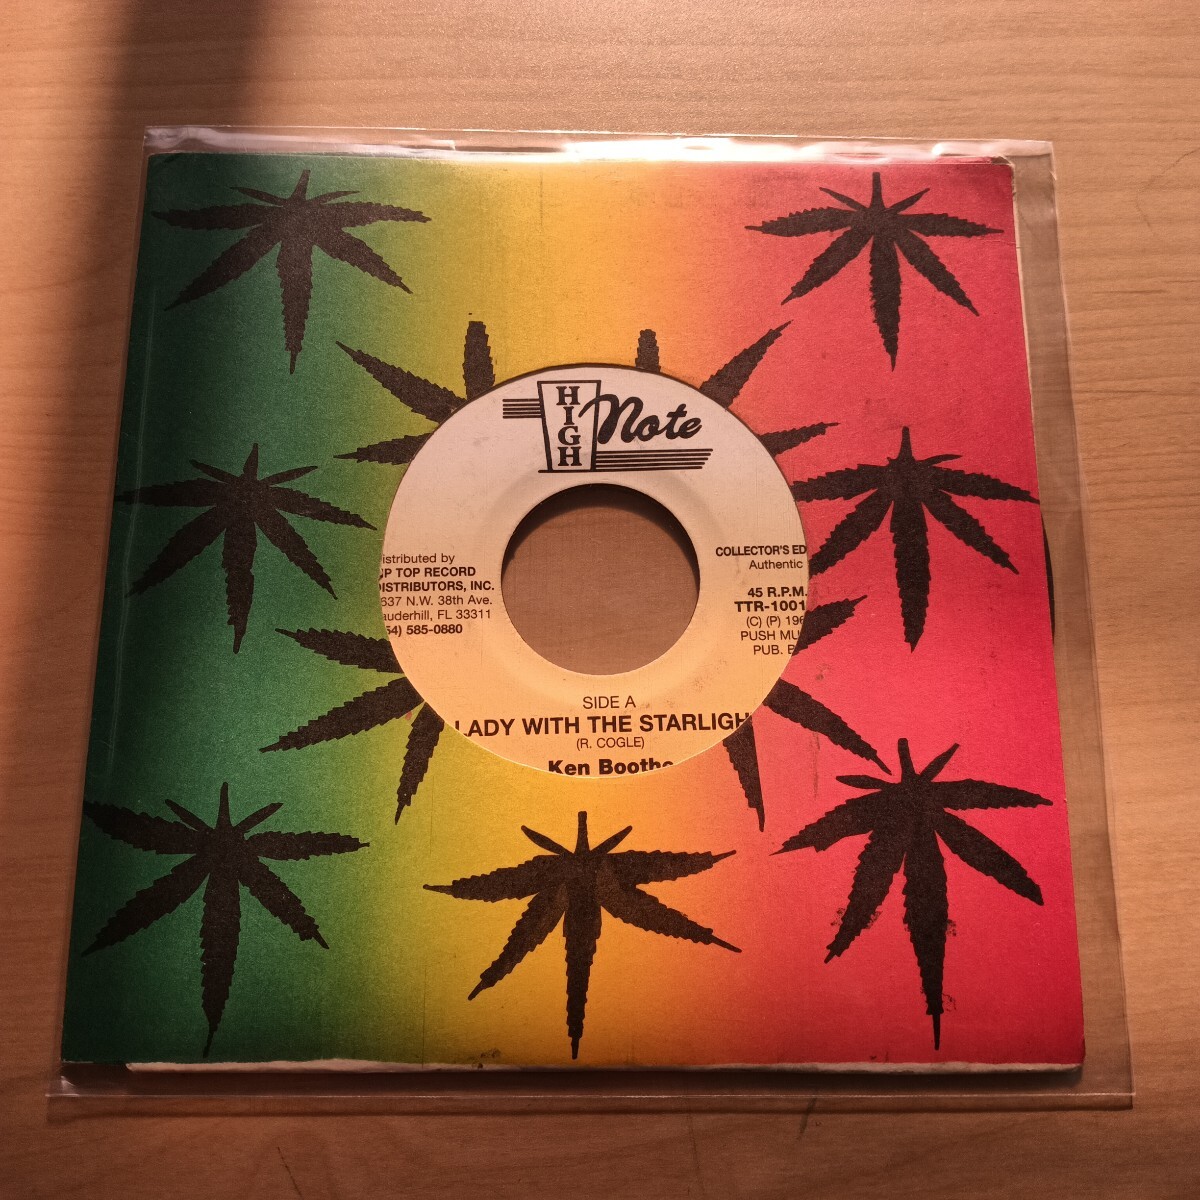 HIGH Note
istributed by
P TOP RECORD
DISTRIBUTORS, INC.
637 N.W. 38th Ave.
auderhill, FL 33311
54) 585-0880
COLLECTOR'S ED
Authentic
45 R.P.M.
TTR-1001
(C) (P) 196
PUSH MU
PUB. B
SIDE A
LADY WITH THE STARLIGH
(R. COGLE)
Ken Boothe